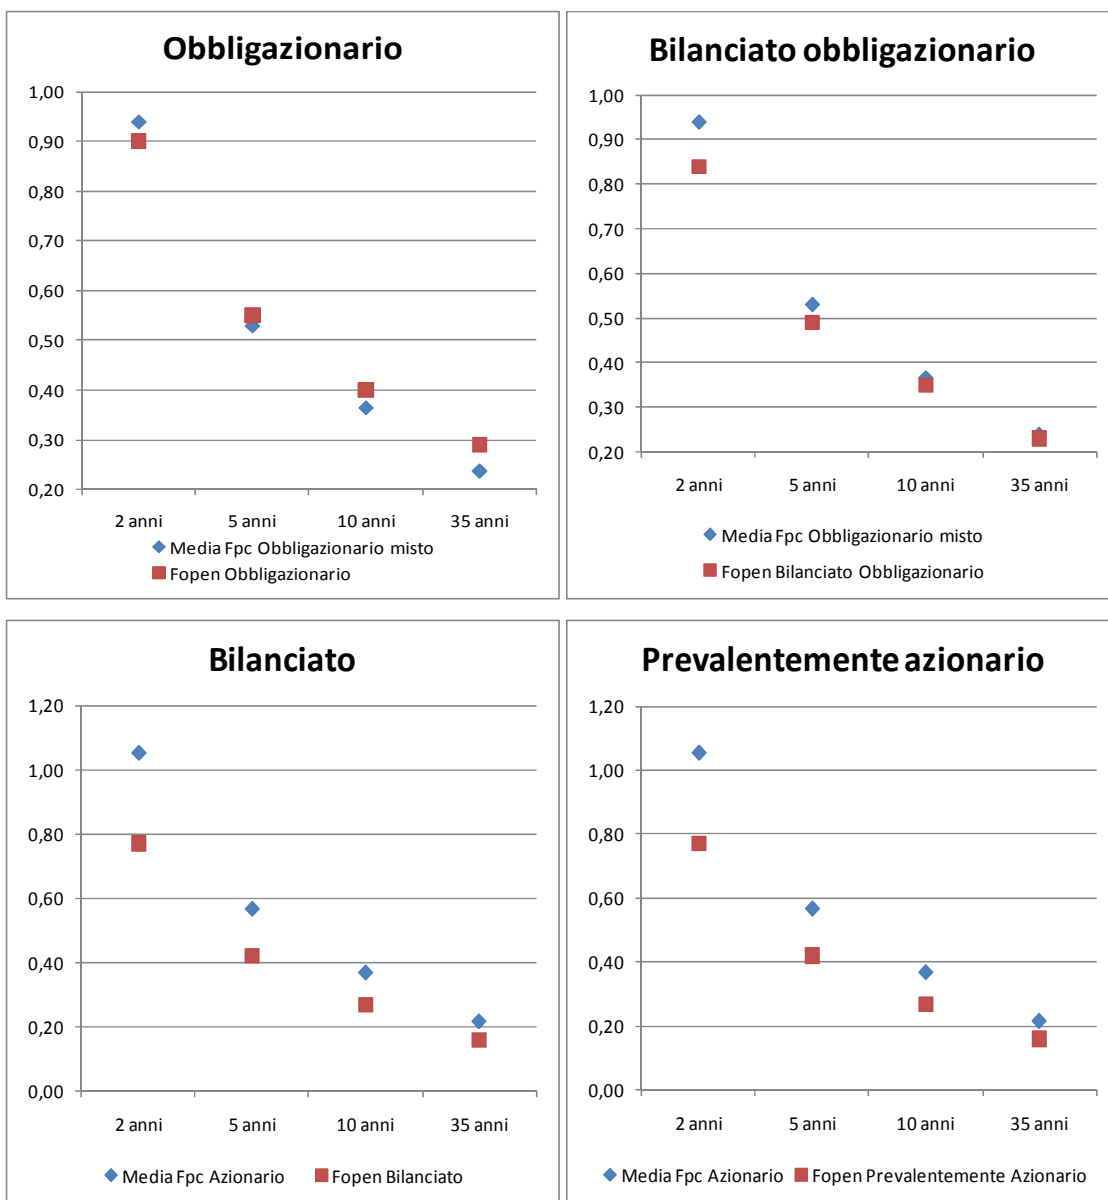 Obbligazionario
1,00
0,90
0,80
0,70
0,60
0,50
0,40
0,30
0,20
2 anni 5 anni 10 anni 35 anni
Media Fpc Obbligazionario misto
Fopen Obbligazionario
Bilanciato obbligazionario
1,00
0,90
0,80
0,70
0,60
0,50
0,40
0,30
0,20
2 anni 5 anni 10 anni 35 anni
Media Fpc Obbligazionario misto
Fopen Bilanciato Obbligazionario
Bilanciato
1,20
1,00
0,80
0,60
0,40
0,20
0,00
2 anni 5 anni 10 anni 35 anni
Media Fpc Azionario Fopen Bilanciato
Prevalentemente azionario
1,20
1,00
0,80
0,60
0,40
0,20
0,00
2 anni 5 anni 10 anni 35 anni
Media Fpc Azionario Fopen Prevalentemente Azionario